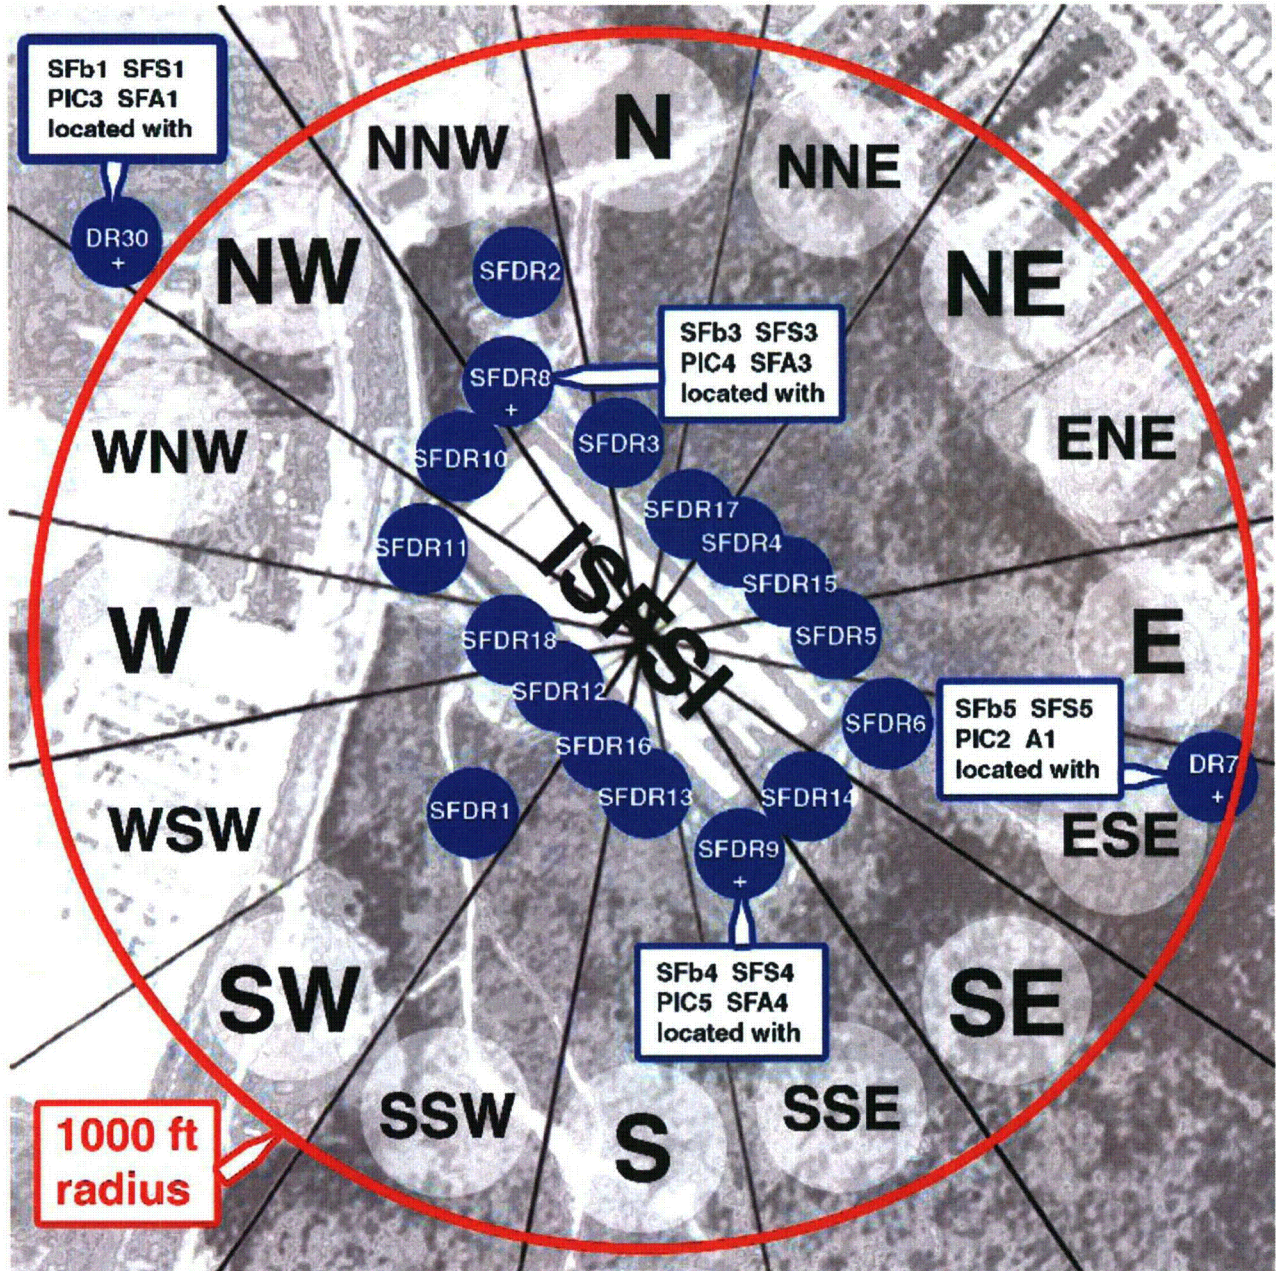 SFb1 SFS1
PIC3 SFA1
located with
DR30
+
N
NNW
NNE
NW
NE
SFDR2
SFb3 SFS3
PIC4 SFA3
located with
SFDR8
+
SFDR3
SFDR10
WNW
ENE
SFDR17
SFDR4
SFDR11
SFDR15
ISFSI
SFDR5
W
SFDR18
E
SFDR12
SFDR16
SFDR6
SFb5 SFS5
PIC2 A1
located with
DR7
+
SFDR13
SFDR14
SFDR1
WSW
ESE
SFDR9
+
SFb4 SFS4
PIC5 SFA4
located with
SW
SE
SSW
S
SSE
1000 ft
radius